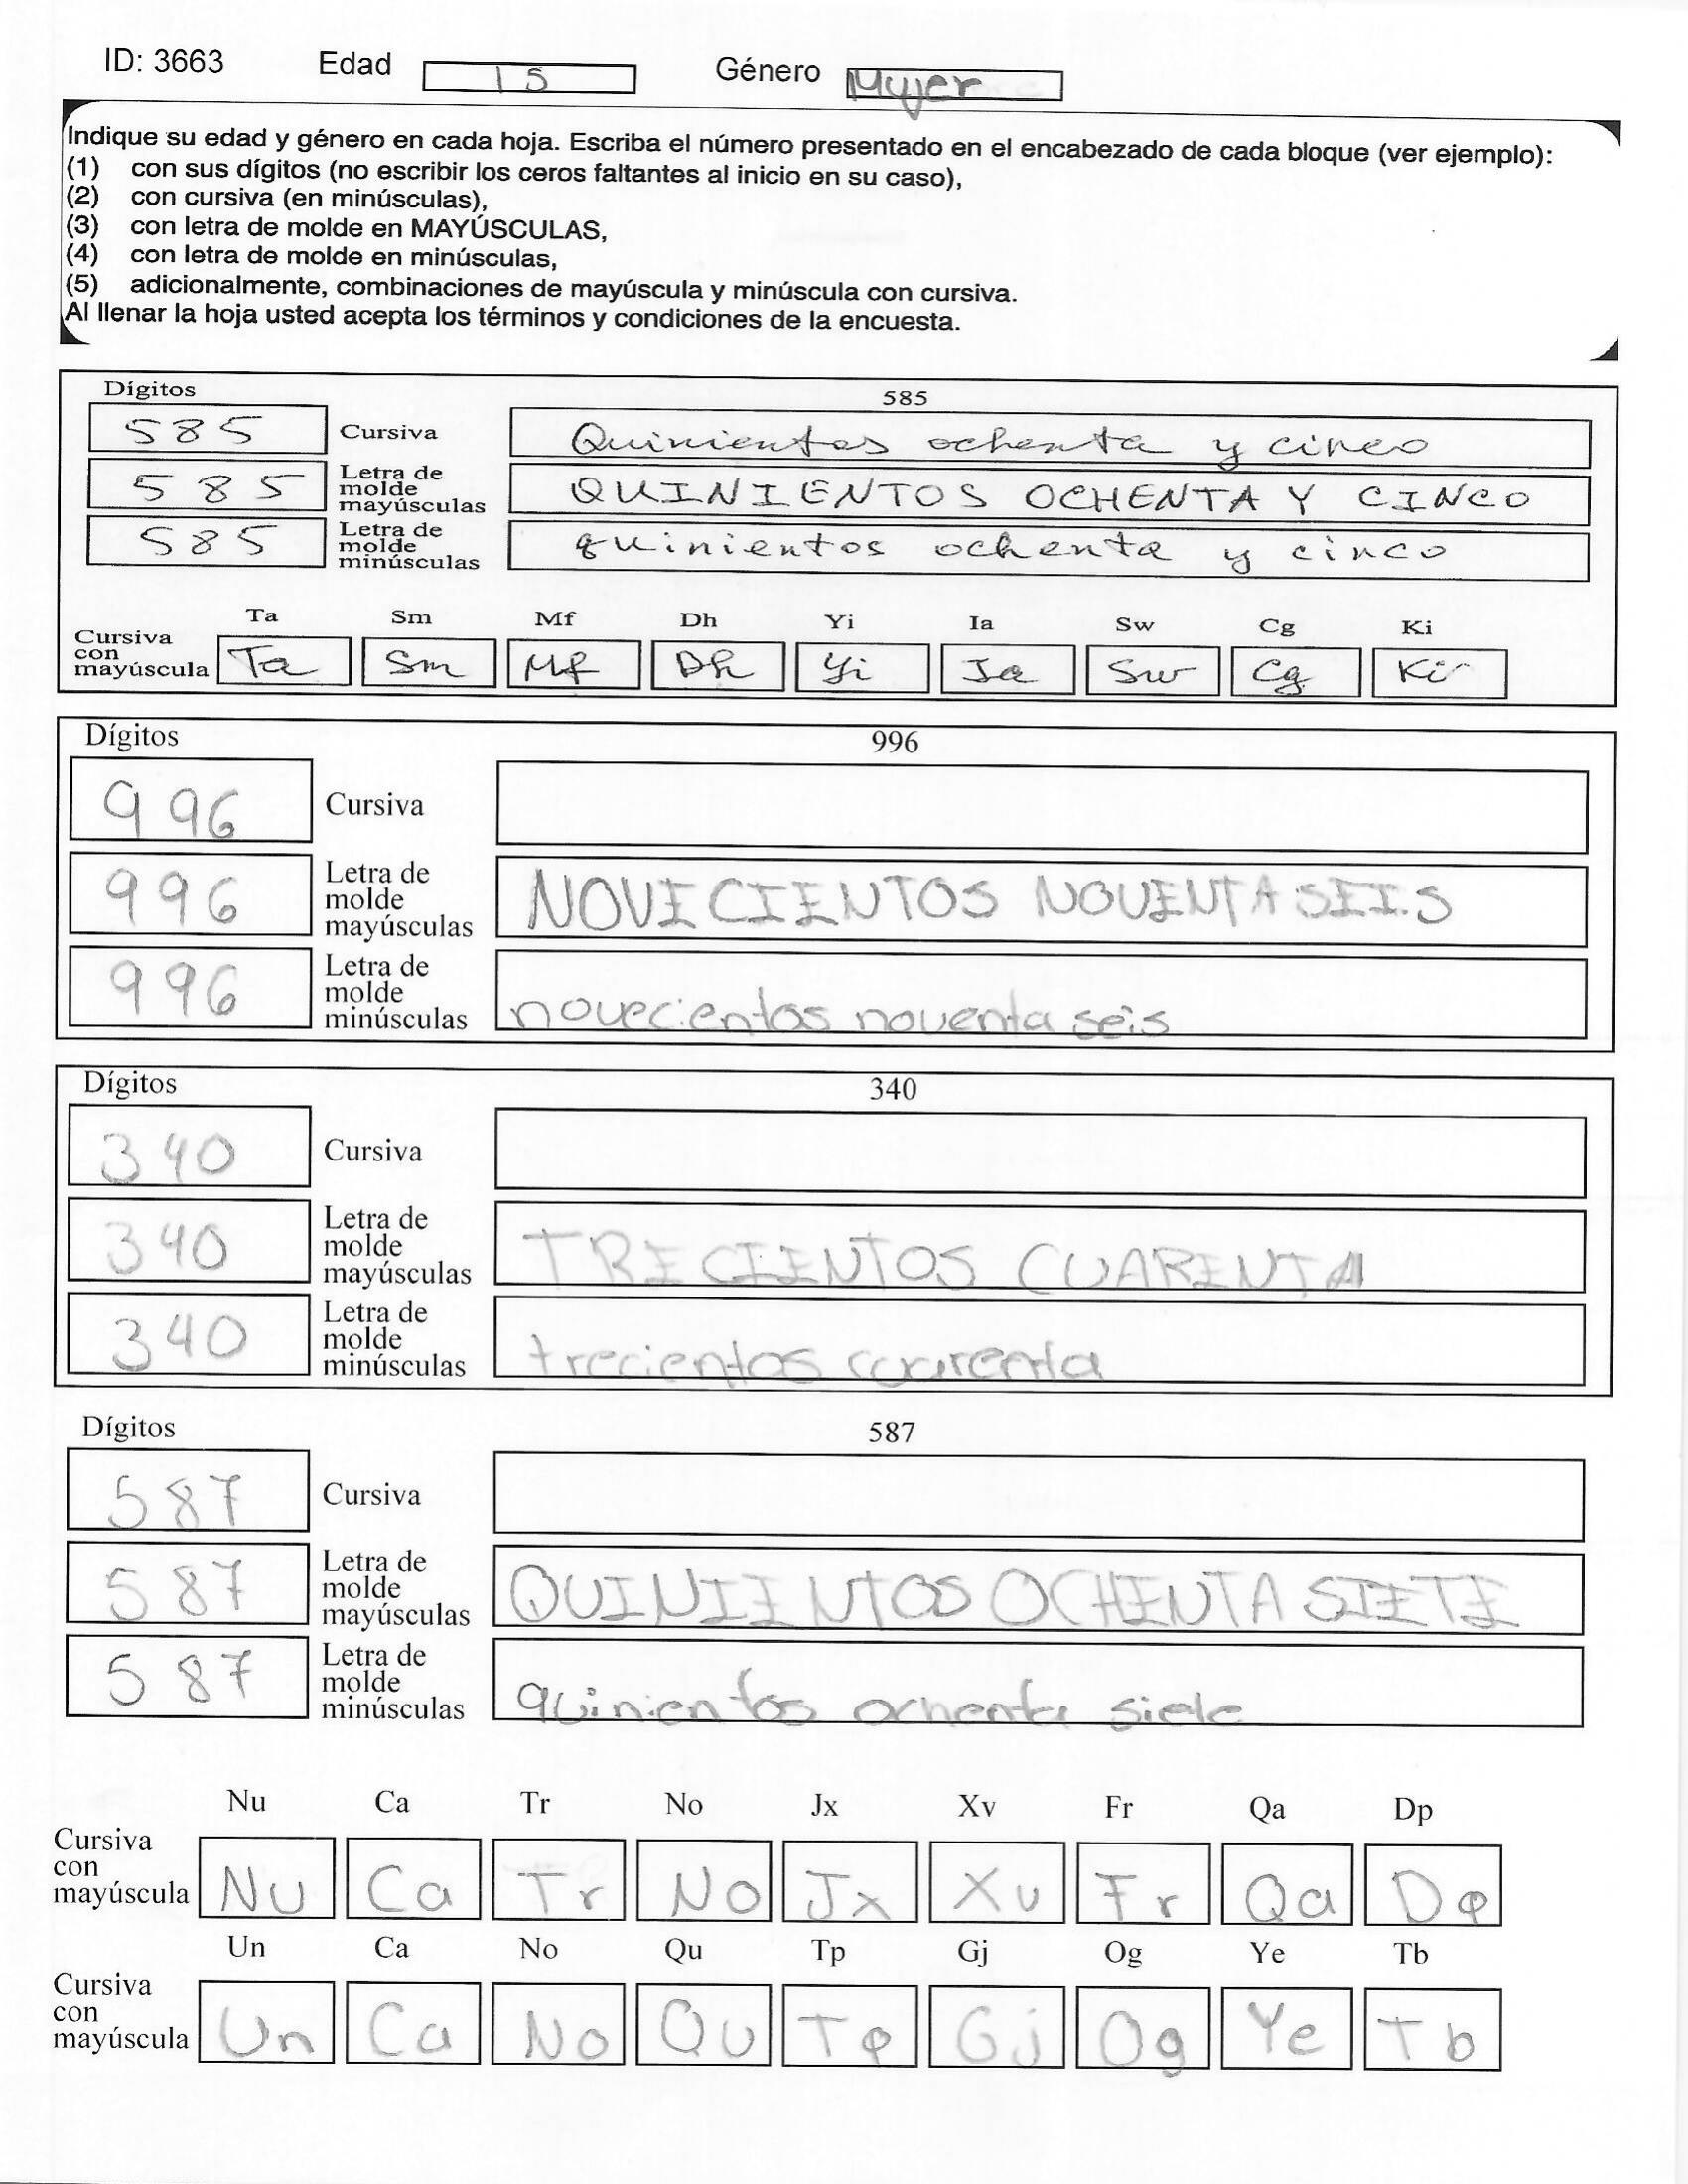 ID: 3663 Edad 15 Género Mujer
Indique su edad y género en cada hoja. Escriba el número presentado en el encabezado de cada bloque (ver ejemplo):
(1) con sus dígitos (no escribir los ceros faltantes al inicio en su caso),
(2) con cursiva (en minúsculas),
(3) con letra de molde en MAYÚSCULAS,
(4) con letra de molde en minúsculas,
(5) adicionalmente, combinaciones de mayúscula y minúscula con cursiva.
Al llenar la hoja usted acepta los términos y condiciones de la encuesta.
Dígitos 585
585 Cursiva Quinientos ochenta y cinco
585 Letra de molde mayúsculas QUINIENTOS OCHENTA Y CINCO
585 Letra de molde minúsculas quinientos ochenta y cinco
Ta Sm Mf Dh Yi Ia Sw Cg Ki
Cursiva con mayúscula Ta Sm Mf Dh Yi Ia Sw Cg Ki
Dígitos 996
996 Cursiva
996 Letra de molde mayúsculas NOVECIENTOS NOVENTA SEIS
996 Letra de molde minúsculas novecientos noventa seis
Dígitos 340
340 Cursiva
340 Letra de molde mayúsculas TRECIENTOS CUARENTA
340 Letra de molde minúsculas trecientos cuarenta
Dígitos 587
587 Cursiva
587 Letra de molde mayúsculas QUINIENTOS OCHENTA SIETE
587 Letra de molde minúsculas quinientos ochenta siete
Nu Ca Tr No Jx Xv Fr Qa Dp
Cursiva con mayúscula Nu Ca Tr No Jx Xv Fr Qa Dp
Un Ca No Qu Tp Gj Og Ye Tb
Cursiva con mayúscula Un Ca No Qu Tp Gj Og Ye Tb